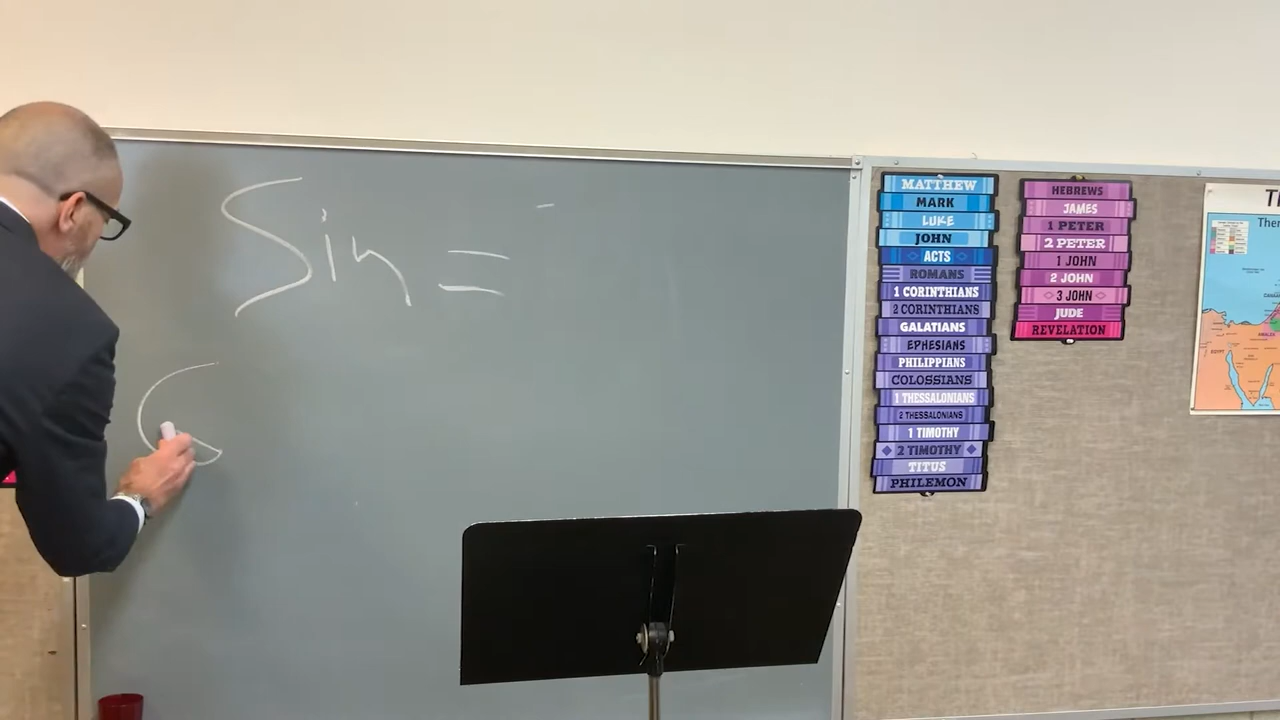 Sin =
MATTHEW
MARK
LUKE
JOHN
ACTS
ROMANS
1 CORINTHIANS
2 CORINTHIANS
GALATIANS
EPHESIANS
PHILIPPIANS
COLOSSIANS
1 THESSALONIANS
2 THESSALONIANS
1 TIMOTHY
2 TIMOTHY
TITUS
PHILEMON
HEBREWS
JAMES
1 PETER
2 PETER
1 JOHN
2 JOHN
3 JOHN
JUDE
REVELATION